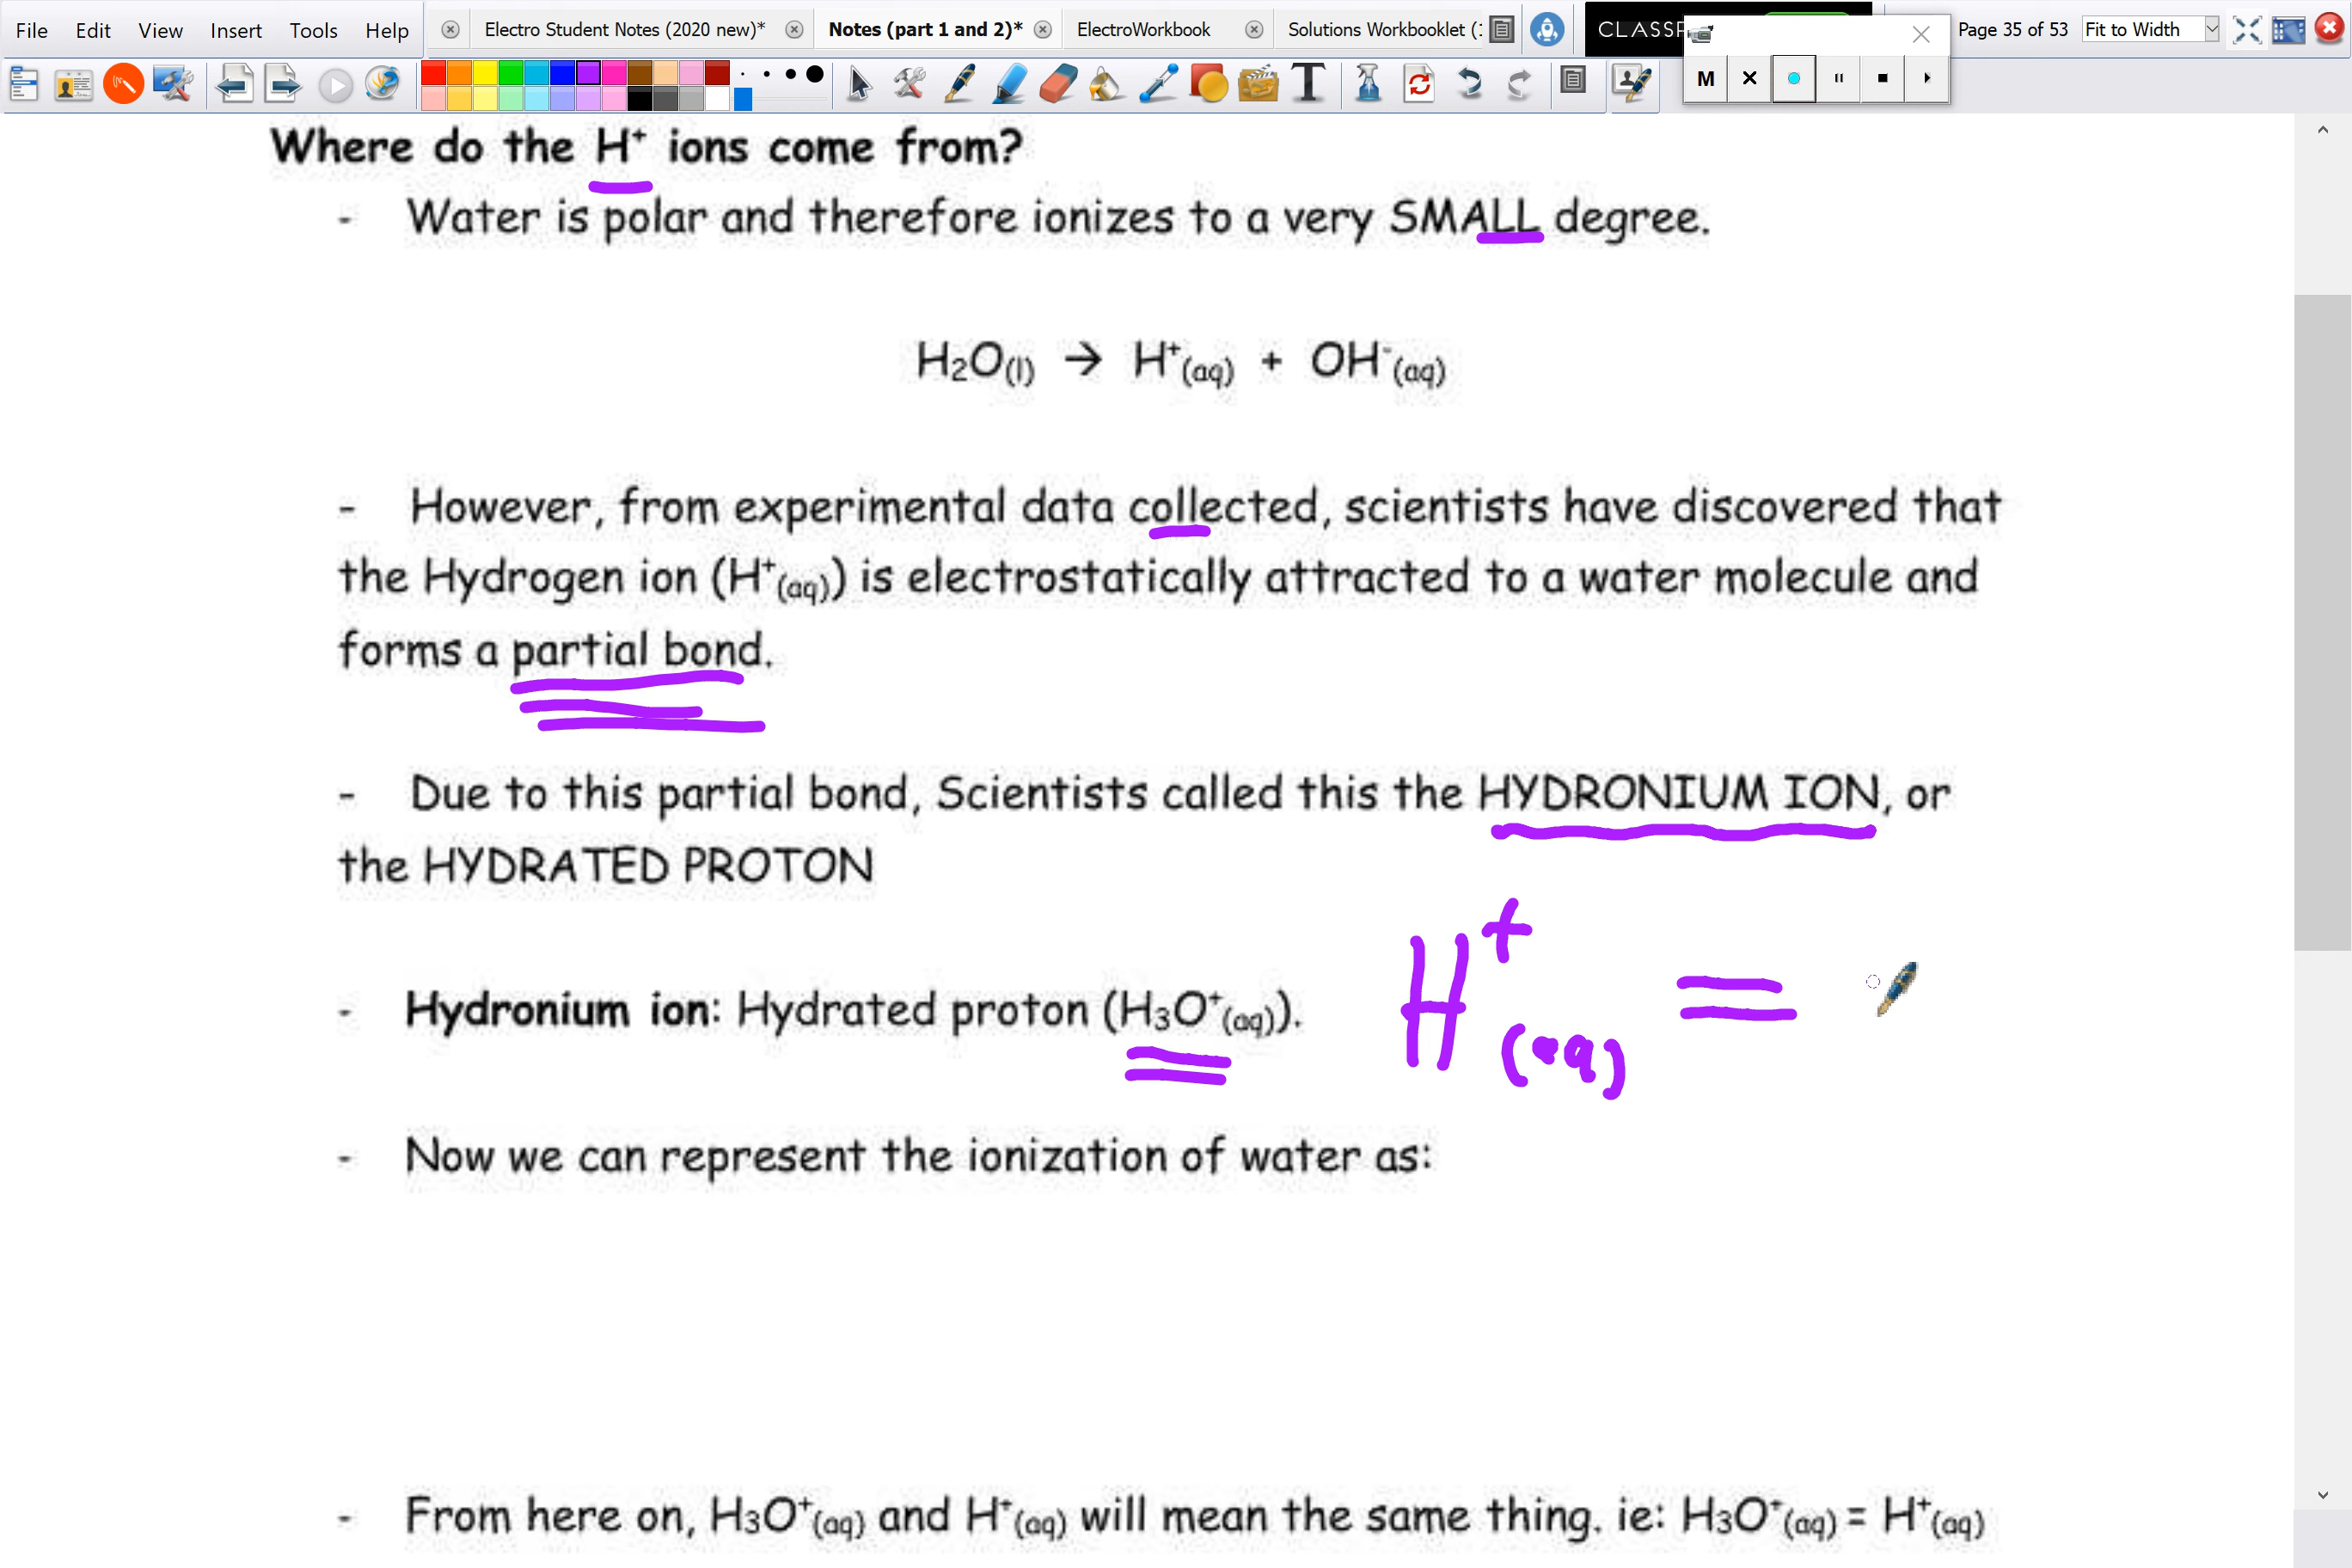 File Edit View Insert Tools Help
Electro Student Notes (2020 new)* Notes (part 1 and 2)* ElectroWorkbook Solutions Workbooklet (
Page 35 of 53 Fit to Width
M
Where do the H⁺ ions come from?
- Water is polar and therefore ionizes to a very SMALL degree.
H₂O₍l₎ → H⁺(aq) + OH⁻(aq)
- However, from experimental data collected, scientists have discovered that
the Hydrogen ion (H⁺(aq)) is electrostatically attracted to a water molecule and
forms a partial bond.
- Due to this partial bond, Scientists called this the HYDRONIUM ION, or
the HYDRATED PROTON
- Hydronium ion: Hydrated proton (H₃O⁺(aq)).
H⁺(aq) =
- Now we can represent the ionization of water as:
- From here on, H₃O⁺(aq) and H⁺(aq) will mean the same thing. ie: H₃O⁺(aq) = H⁺(aq)